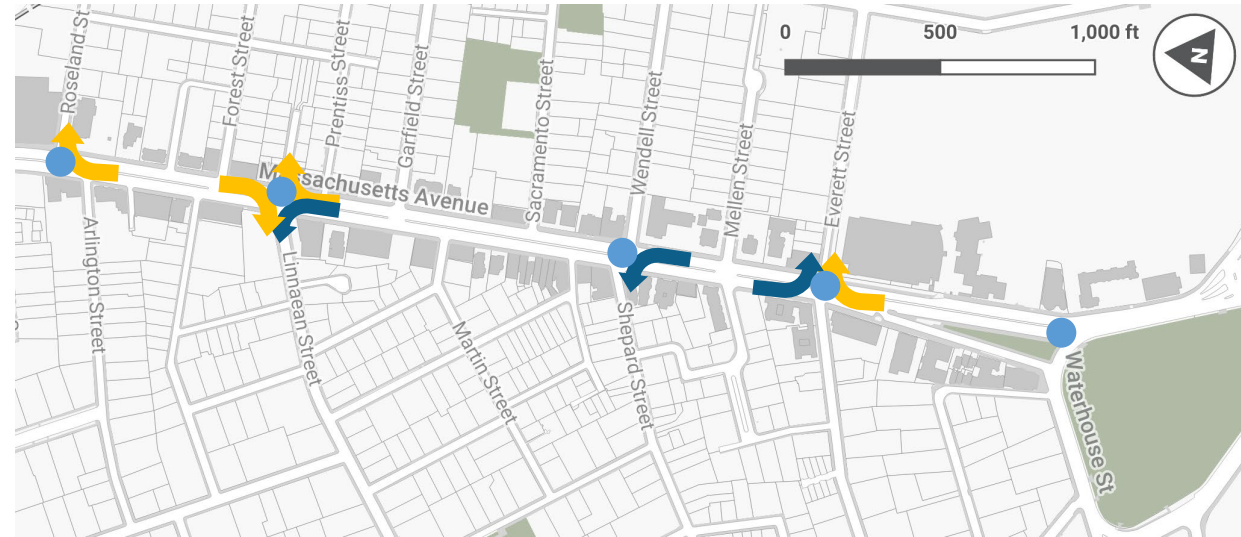 0 500 1,000 ft
N
Roseland St
Forest Street
Prentiss Street
Garfield Street
Sacramento Street
Wendell Street
Mellen Street
Everett Street
Massachusetts Avenue
Arlington Street
Linnaean Street
Martin Street
Shepard Street
Waterhouse St